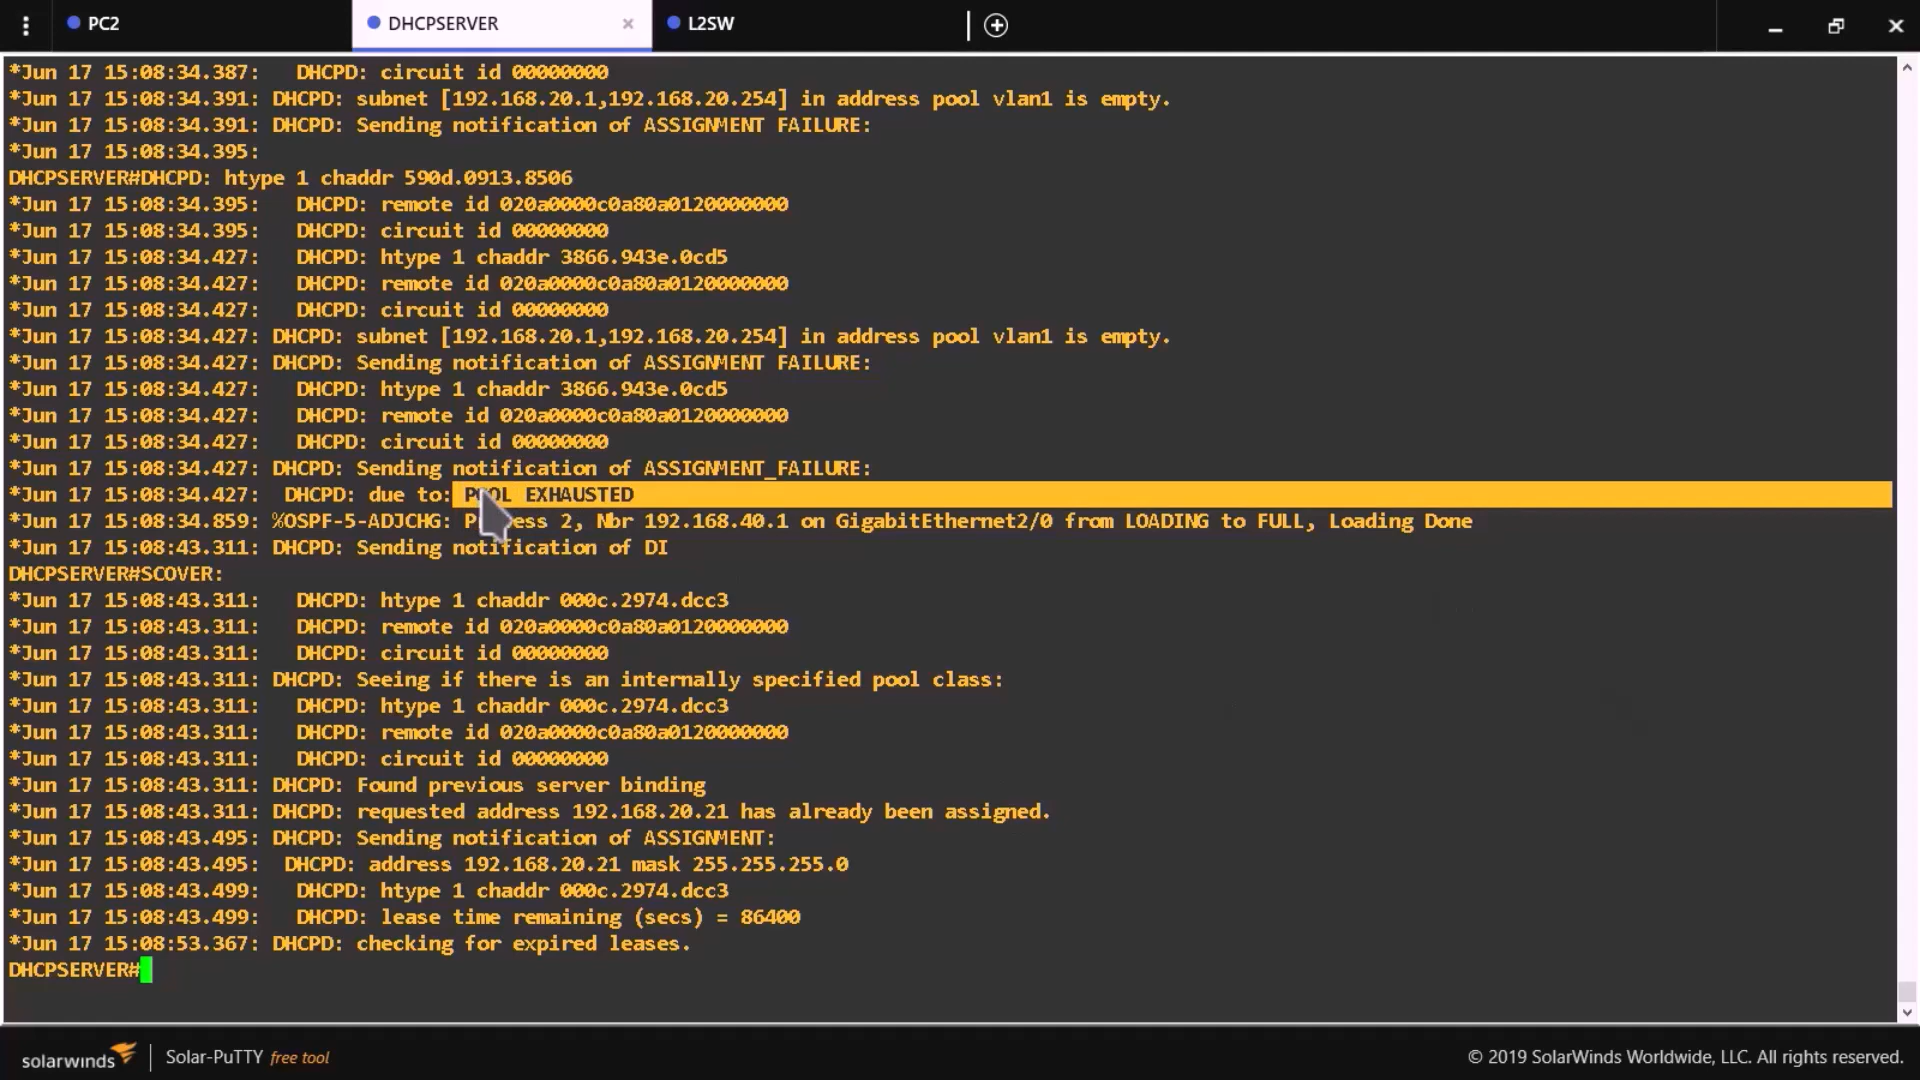 PC2
DHCPSERVER
L2SW
*Jun 17 15:08:34.387:   DHCPD: circuit id 00000000
*Jun 17 15:08:34.391: DHCPD: subnet [192.168.20.1,192.168.20.254] in address pool vlan1 is empty.
*Jun 17 15:08:34.391: DHCPD: Sending notification of ASSIGNMENT FAILURE:
*Jun 17 15:08:34.395:
DHCPSERVER#DHCPD: htype 1 chaddr 590d.0913.8506
*Jun 17 15:08:34.395:   DHCPD: remote id 020a0000c0a80a0120000000
*Jun 17 15:08:34.395:   DHCPD: circuit id 00000000
*Jun 17 15:08:34.427:   DHCPD: htype 1 chaddr 3866.943e.0cd5
*Jun 17 15:08:34.427:   DHCPD: remote id 020a0000c0a80a0120000000
*Jun 17 15:08:34.427:   DHCPD: circuit id 00000000
*Jun 17 15:08:34.427: DHCPD: subnet [192.168.20.1,192.168.20.254] in address pool vlan1 is empty.
*Jun 17 15:08:34.427: DHCPD: Sending notification of ASSIGNMENT FAILURE:
*Jun 17 15:08:34.427:   DHCPD: htype 1 chaddr 3866.943e.0cd5
*Jun 17 15:08:34.427:   DHCPD: remote id 020a0000c0a80a0120000000
*Jun 17 15:08:34.427:   DHCPD: circuit id 00000000
*Jun 17 15:08:34.427: DHCPD: Sending notification of ASSIGNMENT_FAILURE:
*Jun 17 15:08:34.427:  DHCPD: due to: POOL EXHAUSTED
*Jun 17 15:08:34.859: %OSPF-5-ADJCHG: Process 2, Nbr 192.168.40.1 on GigabitEthernet2/0 from LOADING to FULL, Loading Done
*Jun 17 15:08:43.311: DHCPD: Sending notification of DI
DHCPSERVER#SCOVER:
*Jun 17 15:08:43.311:   DHCPD: htype 1 chaddr 000c.2974.dcc3
*Jun 17 15:08:43.311:   DHCPD: remote id 020a0000c0a80a0120000000
*Jun 17 15:08:43.311:   DHCPD: circuit id 00000000
*Jun 17 15:08:43.311: DHCPD: Seeing if there is an internally specified pool class:
*Jun 17 15:08:43.311:   DHCPD: htype 1 chaddr 000c.2974.dcc3
*Jun 17 15:08:43.311:   DHCPD: remote id 020a0000c0a80a0120000000
*Jun 17 15:08:43.311:   DHCPD: circuit id 00000000
*Jun 17 15:08:43.311: DHCPD: Found previous server binding
*Jun 17 15:08:43.311: DHCPD: requested address 192.168.20.21 has already been assigned.
*Jun 17 15:08:43.495: DHCPD: Sending notification of ASSIGNMENT:
*Jun 17 15:08:43.495:  DHCPD: address 192.168.20.21 mask 255.255.255.0
*Jun 17 15:08:43.499:   DHCPD: htype 1 chaddr 000c.2974.dcc3
*Jun 17 15:08:43.499:   DHCPD: lease time remaining (secs) = 86400
*Jun 17 15:08:53.367: DHCPD: checking for expired leases.
DHCPSERVER#
solarwinds
Solar-PuTTY free tool
© 2019 SolarWinds Worldwide, LLC. All rights reserved.